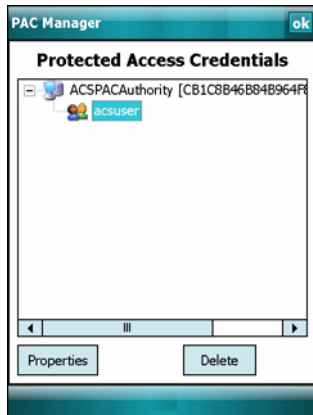 PAC Manager
ok
Protected Access Credentials
ACSPACAuthority [CB1C8B46B84B964F
acsuser
Properties
Delete